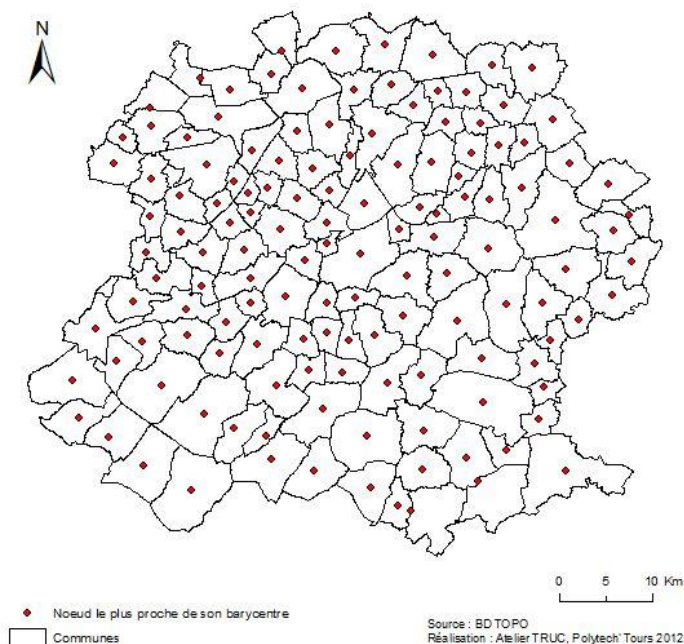 N
0 5 10 Km
Noeud le plus proche de son barycentre
Communes
Source : BD TOPO
Réalisation : Atelier TRUC, Polytech' Tours 2012